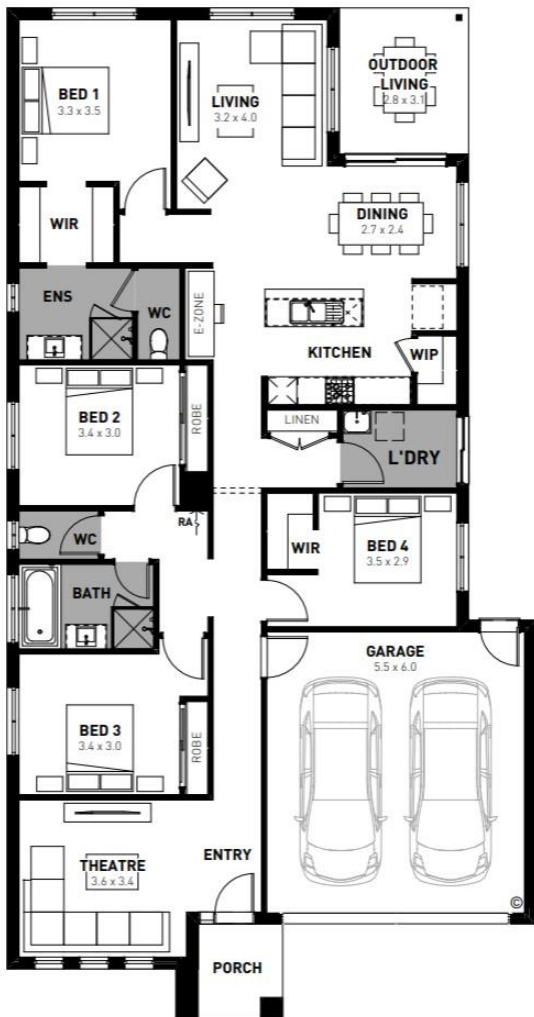 BED 1
3.3 x 3.5
LIVING
3.2 x 4.0
OUTDOOR
LIVING
2.8 x 3.1
WIR
DINING
2.7 x 2.4
ENS
WC
E-ZONE
KITCHEN
WIP
BED 2
3.4 x 3.0
ROBE
LINEN
L'DRY
RA
WC
WIR
BED 4
3.5 x 2.9
BATH
GARAGE
5.5 x 6.0
BED 3
3.4 x 3.0
ROBE
THEATRE
3.6 x 3.4
ENTRY
©
PORCH